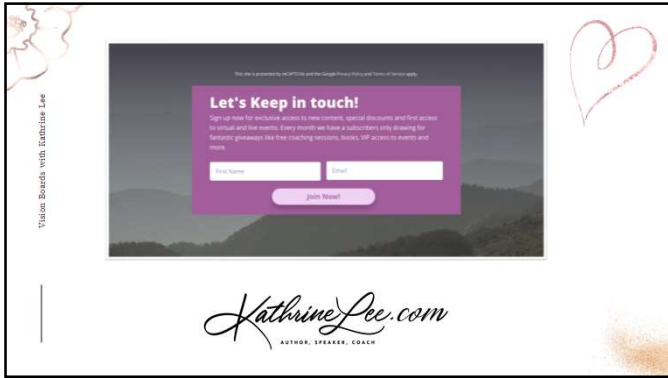 Vision Boards with Kathrine Lee
This site is protected by reCAPTCHA and the Google Privacy Policy and Terms of Service apply.
Let's Keep in touch!
Sign up now for exclusive access to new content, special discounts and first access
to virtual and live events. Every month we have a subscribers only drawing for
fantastic giveaways like free coaching sessions, books, VIP access to events and
more.
First Name
Email
Join Now!
KathrineLee.com
AUTHOR, SPEAKER, COACH